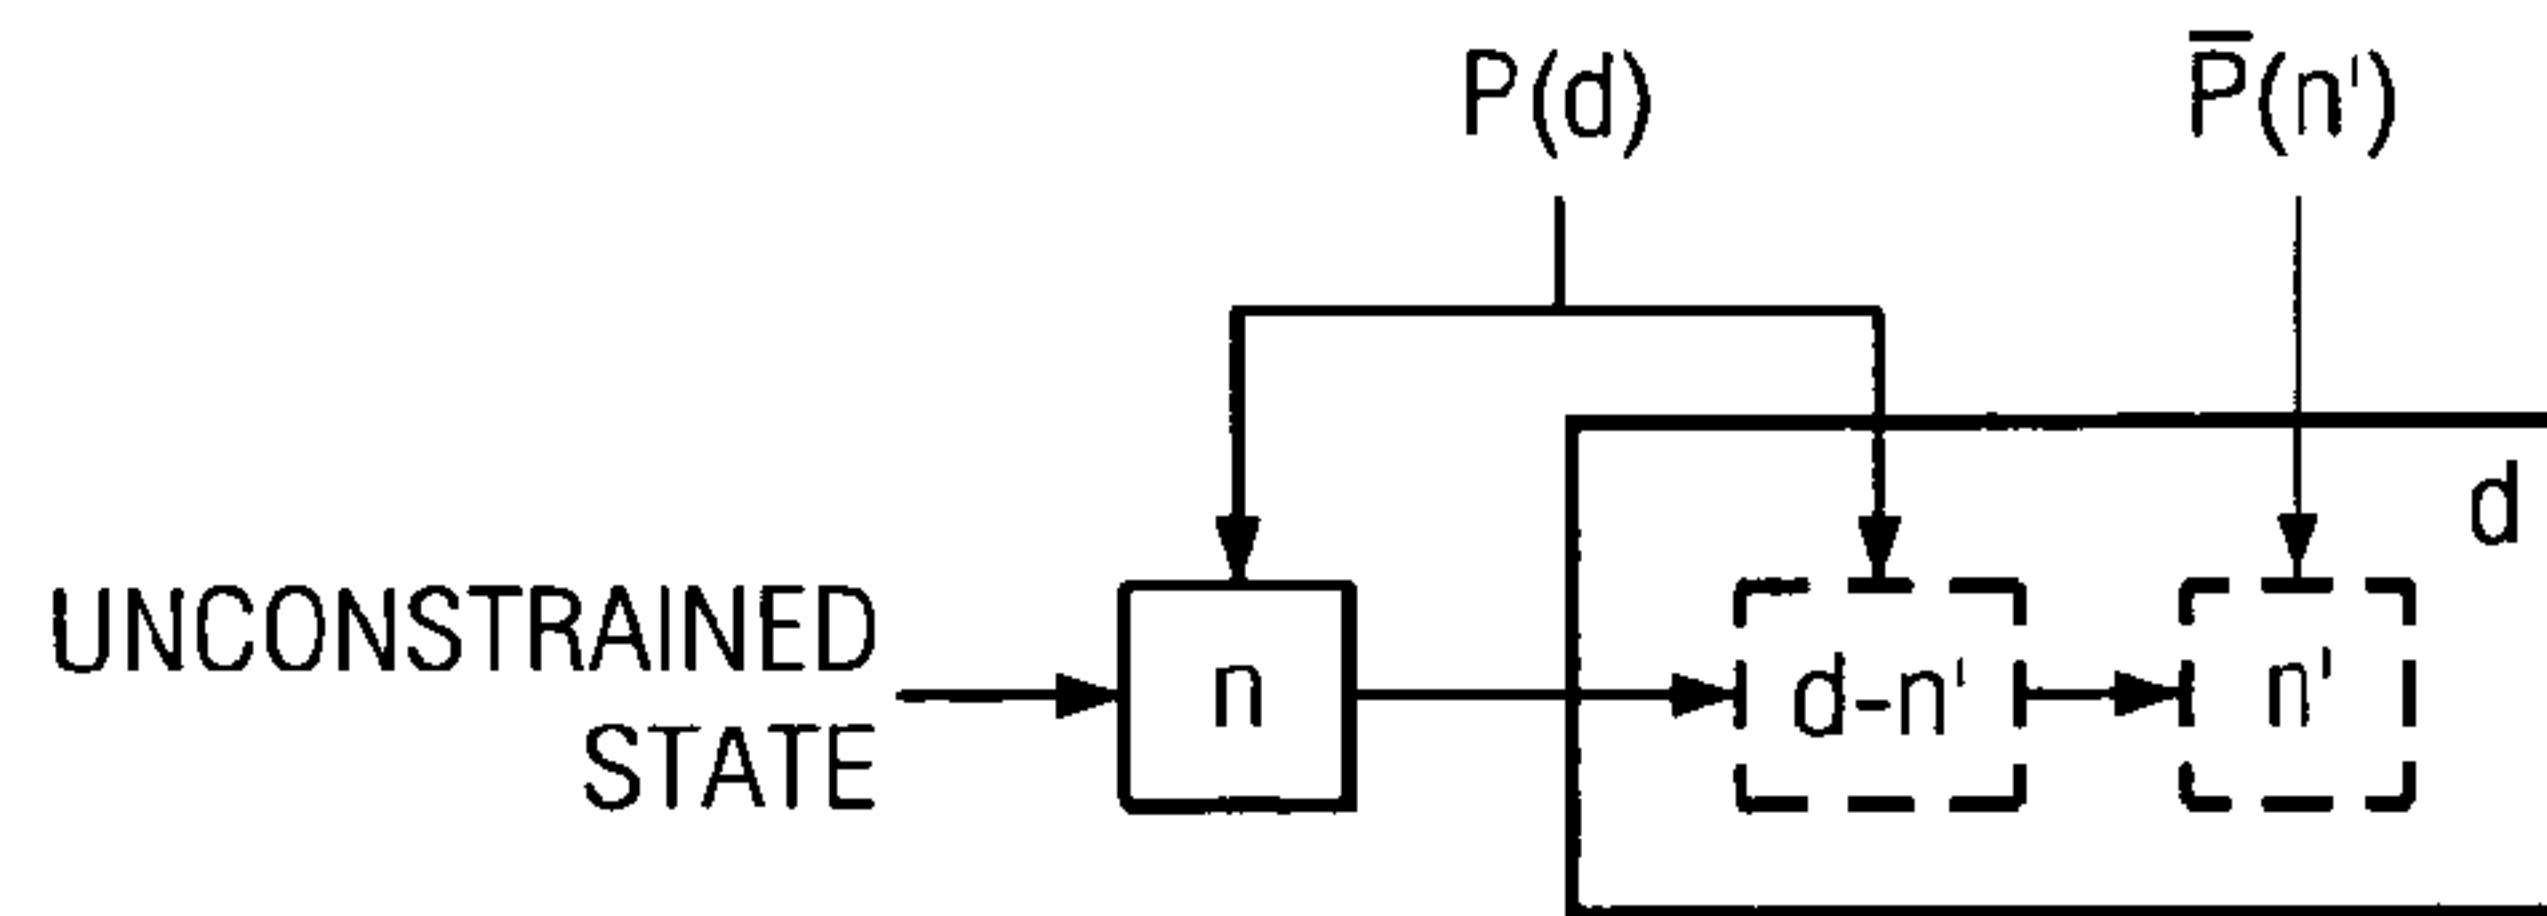 P(d) P̅(n')
d
UNCONSTRAINED
n d-n' n'
STATE